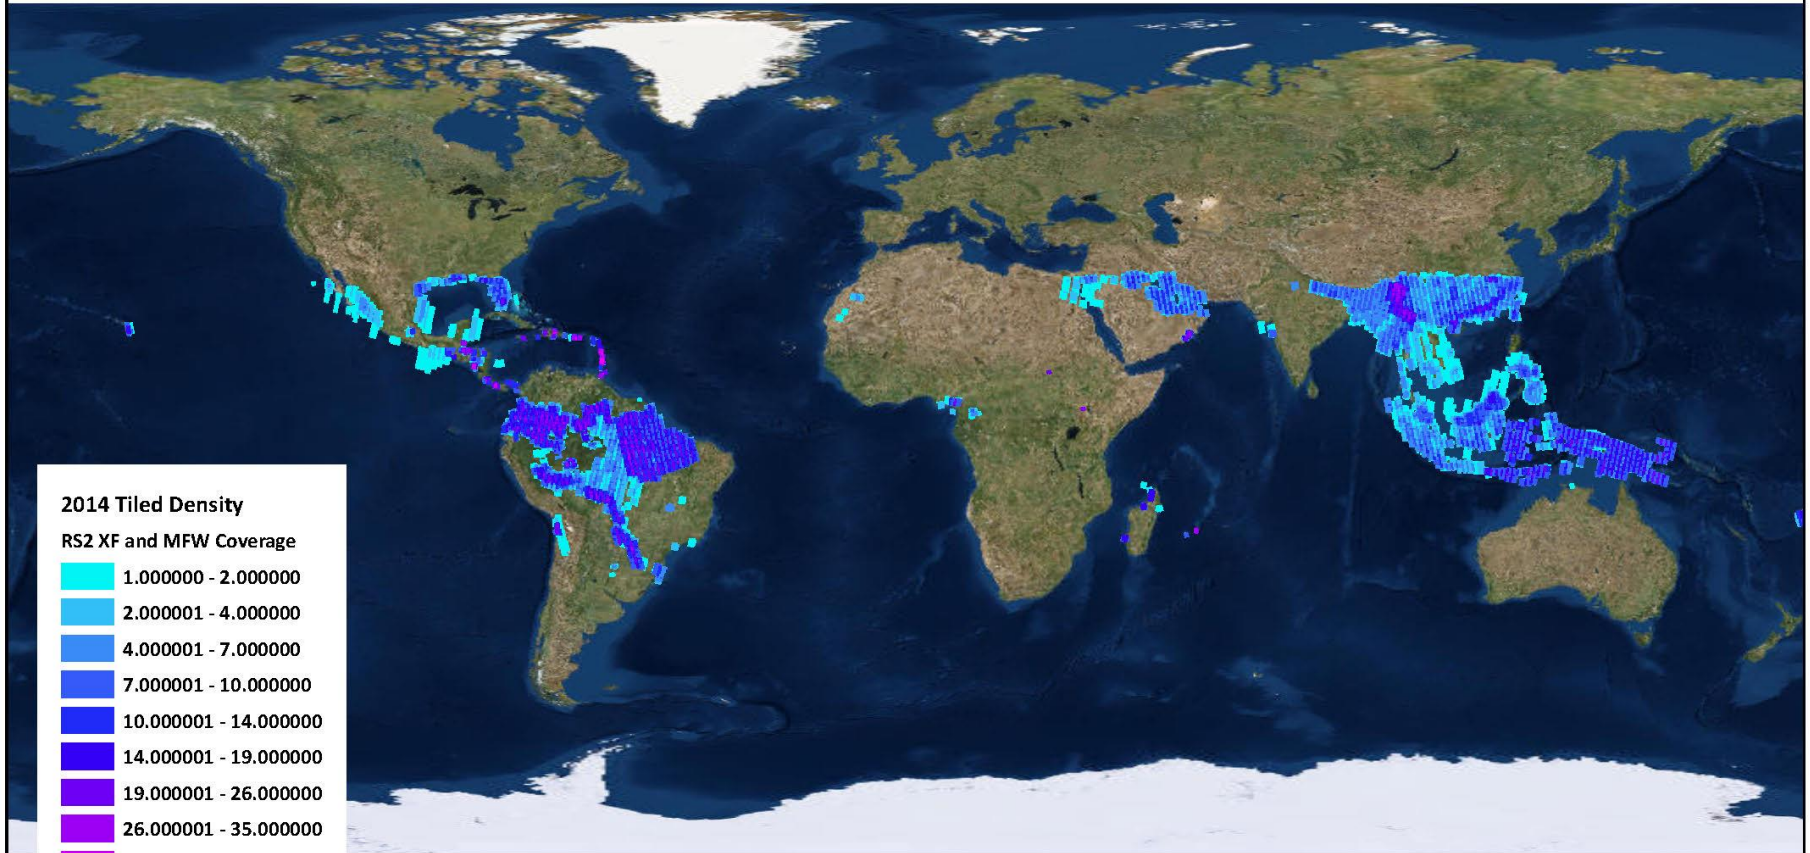 2014 Tiled Density
RS2 XF and MFW Coverage
1.000000 - 2.000000
2.000001 - 4.000000
4.000001 - 7.000000
7.000001 - 10.000000
10.000001 - 14.000000
14.000001 - 19.000000
19.000001 - 26.000000
26.000001 - 35.000000